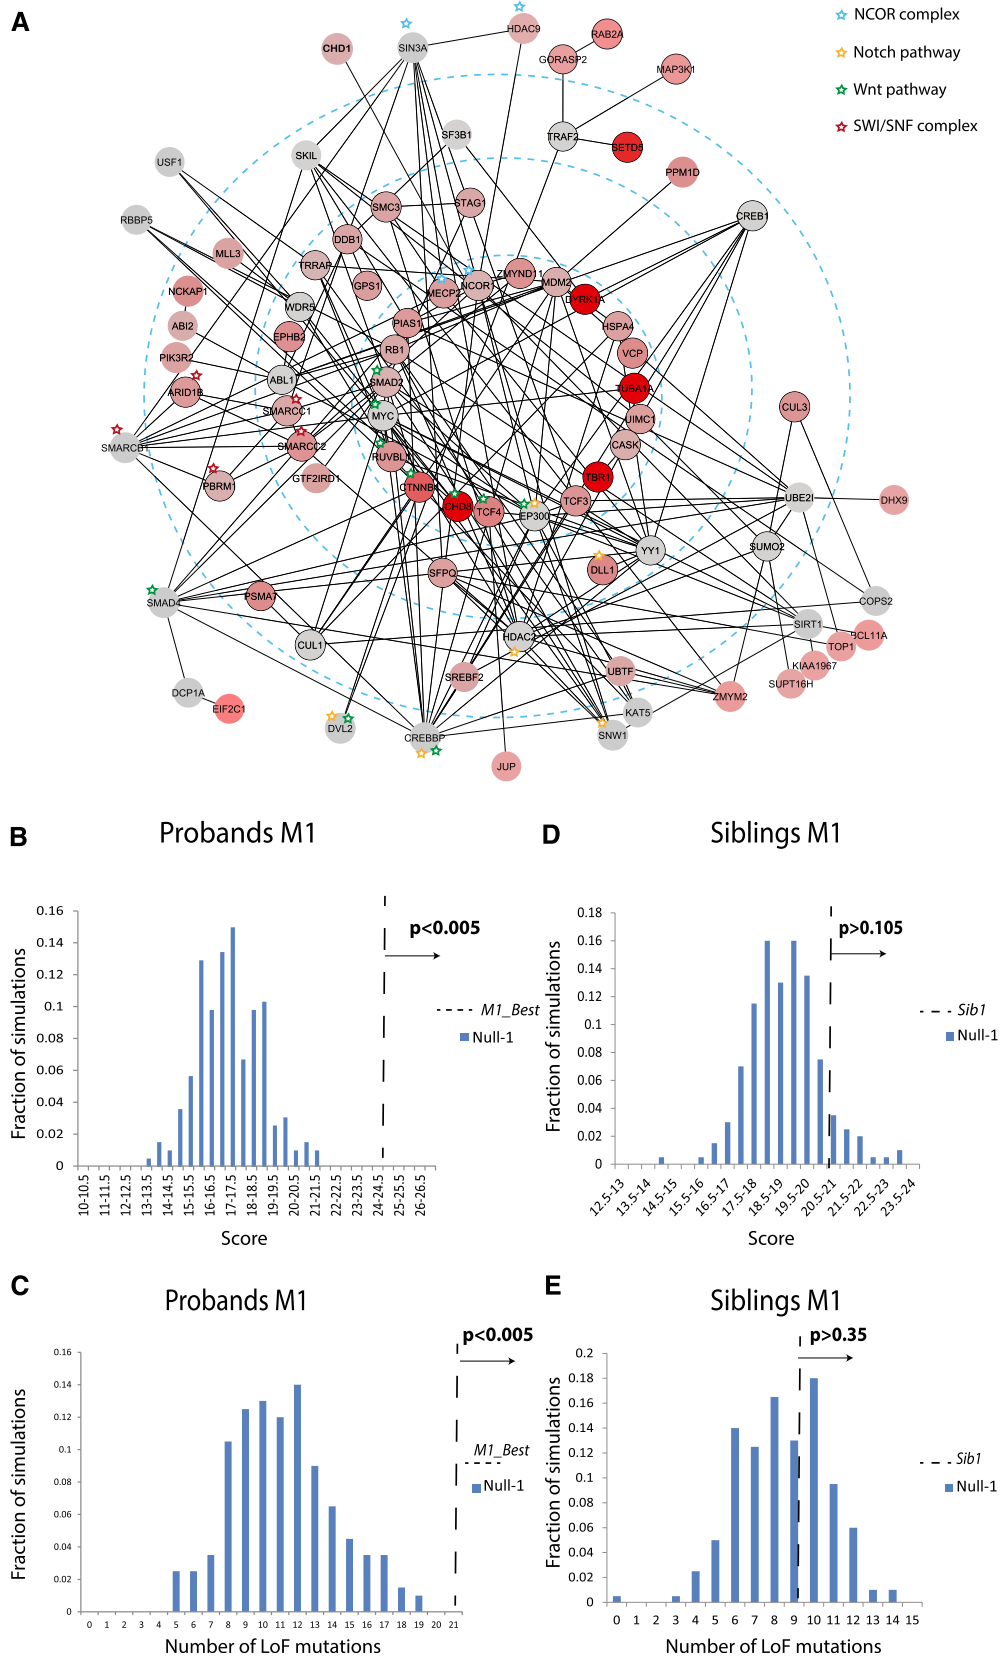 A
NCOR complex
Notch pathway
Wnt pathway
SWI/SNF complex
HDAC9
RAB2A
CHD1
SIN3A
GORASP2
MAP3K1
SF3B1
TRAF2
SETD5
USF1
SKIL
PPM1D
RBBP5
SMC3
STAG1
CREB1
DDB1
MLL3
TRRAP
GPS1
MECP2
NCOR1
ZMYND11
MDM2
DYRK1A
NCKAP1
WDR5
ABI2
EPHB2
PIAS1
HSPA4
PIK3R2
RB1
VCP
ARID1B
ABL1
SMAD2
TUBA1A
SMARCC1
MYC
UIMC1
CUL3
SMARCB1
SMARCC2
RUVBL1
CASK
PBRM1
GTF2IRD1
CTNNB1
TBR1
CHD8
TCF4
EP300
TCF3
UBE2I
DHX9
YY1
SUMO2
SFPQ
DLL1
SMAD4
PSMA7
COPS2
CUL1
HDAC2
SIRT1
BCL11A
TOP1
KIAA1967
SREBF2
UBTF
SUPT16H
DCP1A
EIF2C1
ZMYM2
KAT5
DVL2
CREBBP
SNW1
JUP
B
Probands M1
0.16
0.14
0.12
0.1
0.08
0.06
0.04
0.02
0
Fraction of simulations
p<0.005
M1_Best
Null-1
10-10.5
11-11.5
12-12.5
13-13.5
14-14.5
15-15.5
16-16.5
17-17.5
18-18.5
19-19.5
20-20.5
21-21.5
22-22.5
23-23.5
24-24.5
25-25.5
26-26.5
Score
D
Siblings M1
0.18
0.16
0.14
0.12
0.1
0.08
0.06
0.04
0.02
0
Fraction of simulations
p>0.105
Sib1
Null-1
12.5-13
13.5-14
14.5-15
15.5-16
16.5-17
17.5-18
18.5-19
19.5-20
20.5-21
21.5-22
22.5-23
23.5-24
Score
C
Probands M1
0.16
0.14
0.12
0.1
0.08
0.06
0.04
0.02
0
Fraction of simulations
p<0.005
M1_Best
Null-1
0 1 2 3 4 5 6 7 8 9 10 11 12 13 14 15 16 17 18 19 20 21
Number of LoF mutations
E
Siblings M1
0.2
0.18
0.16
0.14
0.12
0.1
0.08
0.06
0.04
0.02
0
Fraction of simulations
p>0.35
Sib1
Null-1
0 1 2 3 4 5 6 7 8 9 10 11 12 13 14 15
Number of LoF mutations